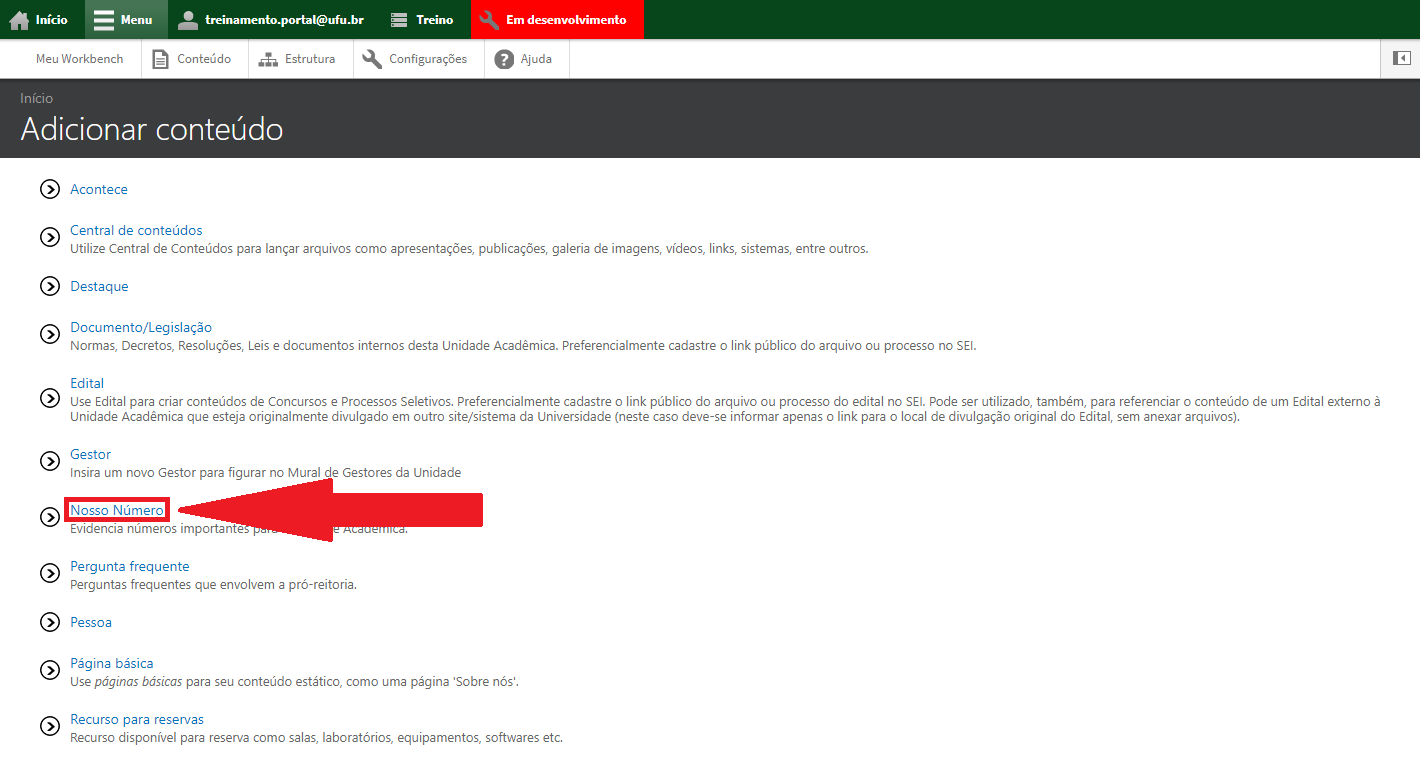 Início Menu treinamento.portal@ufu.br Treino Em desenvolvimento
Meu Workbench Conteúdo Estrutura Configurações Ajuda
Início
Adicionar conteúdo
Acontece
Central de conteúdos
Utilize Central de Conteúdos para lançar arquivos como apresentações, publicações, galeria de imagens, vídeos, links, sistemas, entre outros.
Destaque
Documento/Legislação
Normas, Decretos, Resoluções, Leis e documentos internos desta Unidade Acadêmica. Preferencialmente cadastre o link público do arquivo ou processo no SEI.
Edital
Use Edital para criar conteúdos de Concursos e Processos Seletivos. Preferencialmente cadastre o link público do arquivo ou processo do edital no SEI. Pode ser utilizado, também, para referenciar o conteúdo de um Edital externo à
Unidade Acadêmica que esteja originalmente divulgado em outro site/sistema da Universidade (neste caso deve-se informar apenas o link para o local de divulgação original do Edital, sem anexar arquivos).
Gestor
Insira um novo Gestor para figurar no Mural de Gestores da Unidade
Nosso Número
Evidencia números importantes para Acadêmica.
Pergunta frequente
Perguntas frequentes que envolvem a pró-reitoria.
Pessoa
Página básica
Use páginas básicas para seu conteúdo estático, como uma página 'Sobre nós'.
Recurso para reservas
Recurso disponível para reserva como salas, laboratórios, equipamentos, softwares etc.